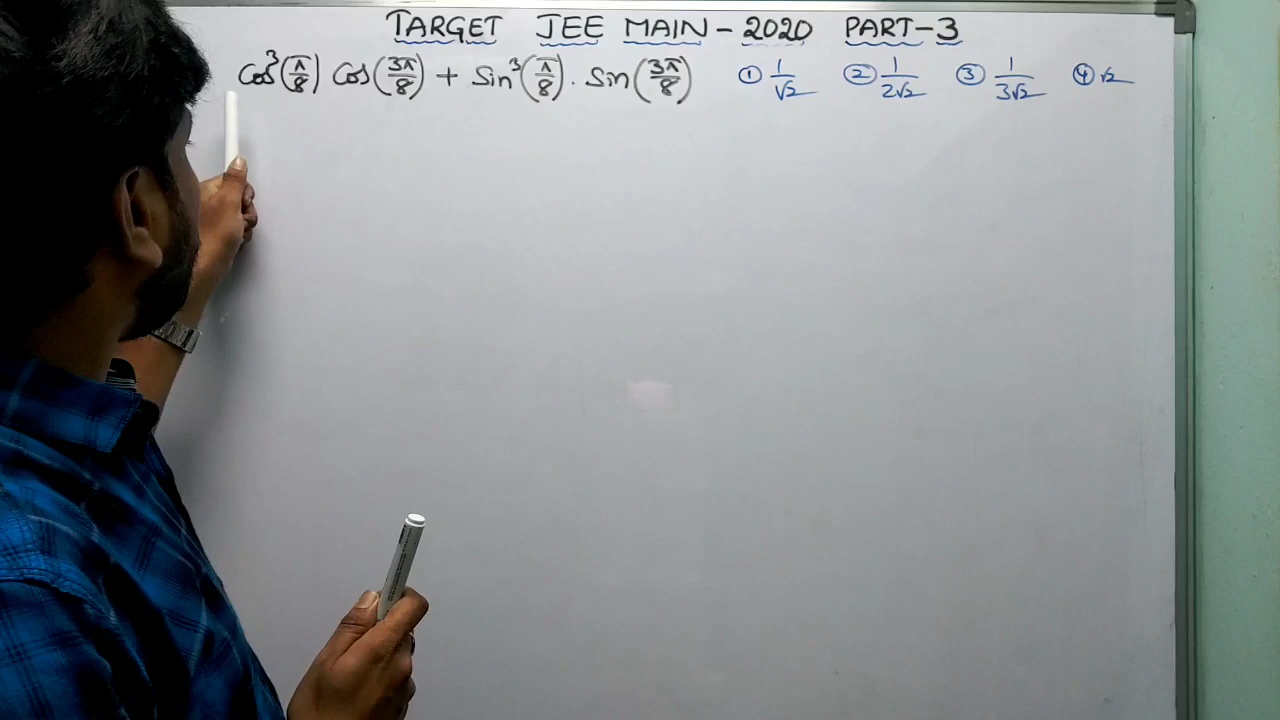 TARGET JEE MAIN - 2020 PART-3
Cos³(π/8) Cos(3π/8) + Sin³(π/8) . Sin(3π/8) ① 1/√2 ② 1/2√2 ③ 1/3√2 ④ √2